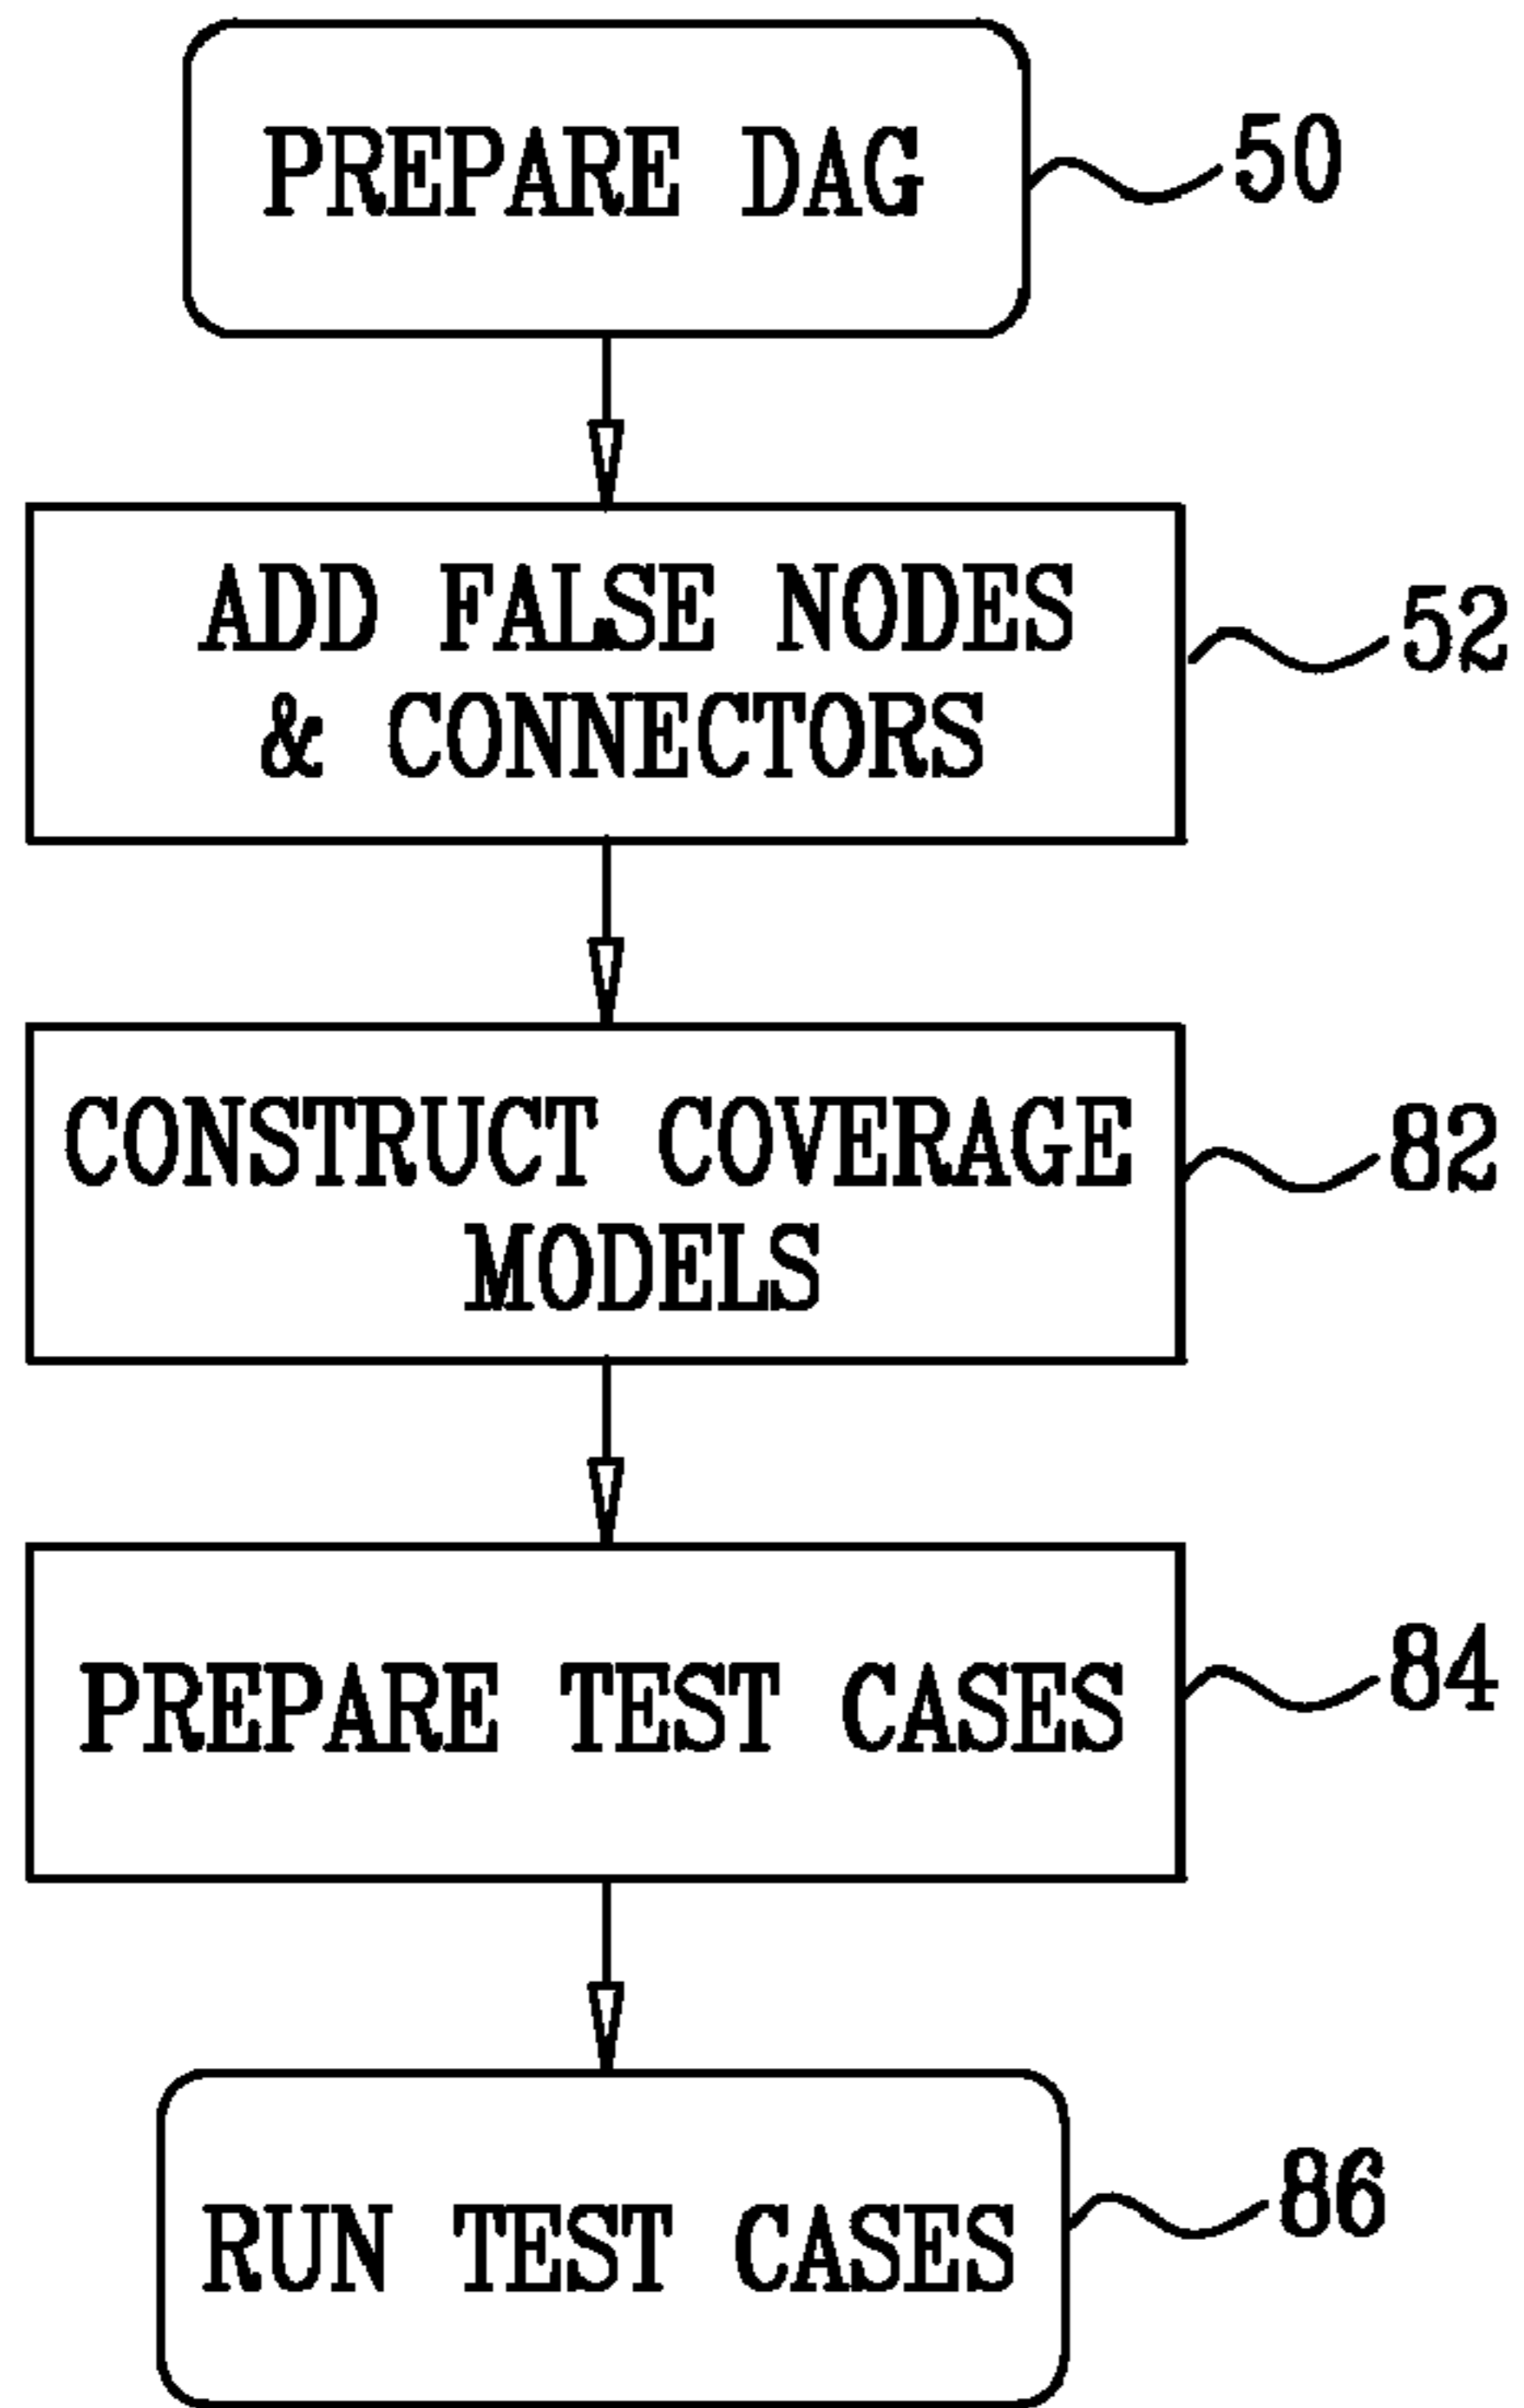 PREPARE DAG
50
ADD FALSE NODES
& CONNECTORS
52
CONSTRUCT COVERAGE
MODELS
82
PREPARE TEST CASES
84
RUN TEST CASES
86